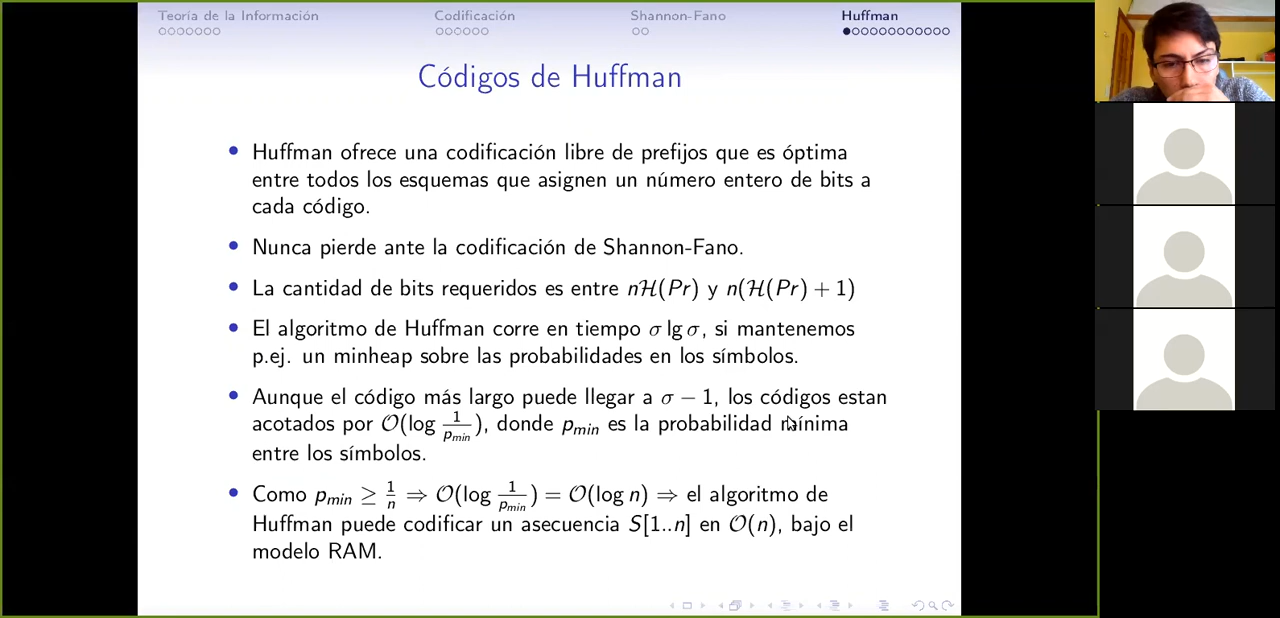 Teoría de la Información Codificación Shannon-Fano Huffman
Códigos de Huffman
Huffman ofrece una codificación libre de prefijos que es óptima
entre todos los esquemas que asignen un número entero de bits a
cada código.
Nunca pierde ante la codificación de Shannon-Fano.
La cantidad de bits requeridos es entre nH(Pr) y n(H(Pr) + 1)
El algoritmo de Huffman corre en tiempo σ lg σ, si mantenemos
p.ej. un minheap sobre las probabilidades en los símbolos.
Aunque el código más largo puede llegar a σ − 1, los códigos estan
acotados por O(log 1/p_min), donde p_min es la probabilidad mínima
entre los símbolos.
Como p_min ≥ 1/n ⇒ O(log 1/p_min) = O(log n) ⇒ el algoritmo de
Huffman puede codificar un asecuencia S[1..n] en O(n), bajo el
modelo RAM.